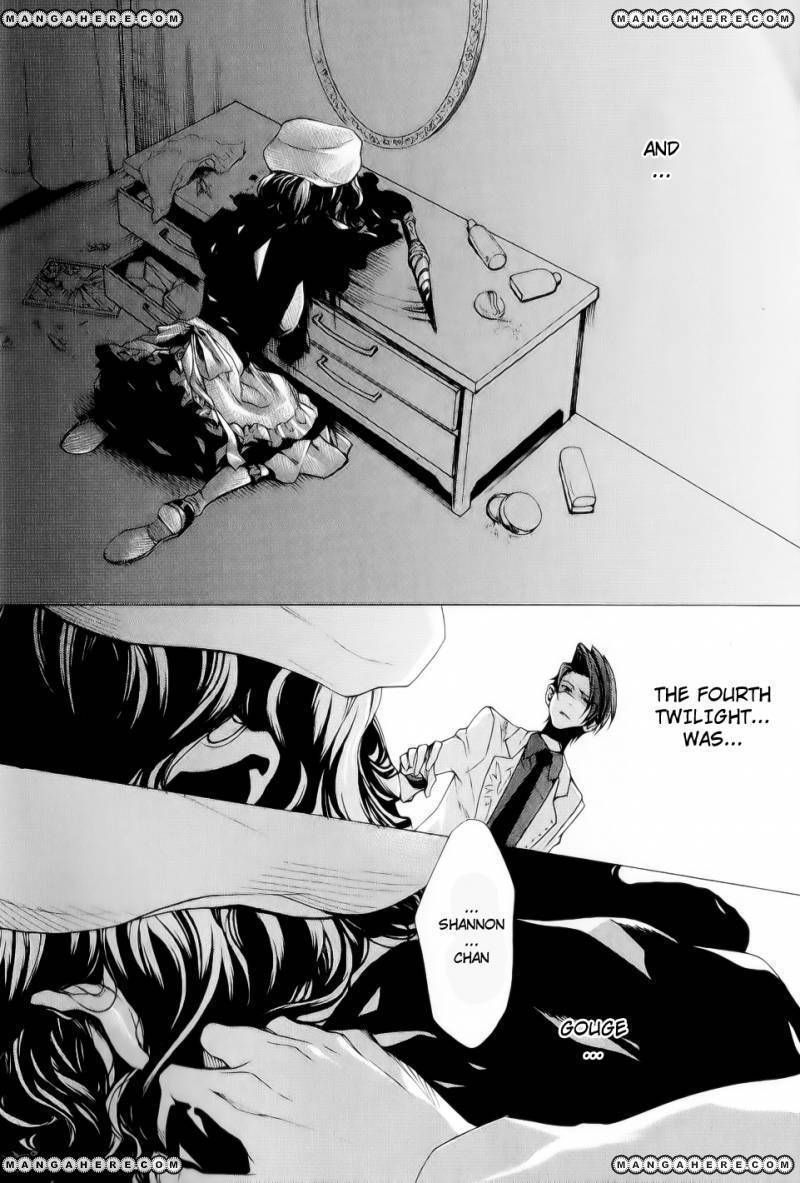 MANGAHERE.COM
MANGAHERE.COM
AND
...
THE FOURTH
TWILIGHT...
WAS...
...
SHANNON
...
CHAN
GOUGE
...
MANGAHERE.COM
MANGAHERE.COM